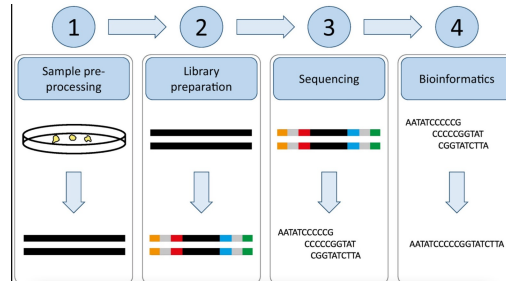 1
2
3
4
Sample pre-
processing
Library
preparation
Sequencing
Bioinformatics
AATATCCCCCG
CCCCCGGTAT
CGGTATCTTA
AATATCCCCCG
CCCCCGGTAT
CGGTATCTTA
AATATCCCCCGGTATCTTA